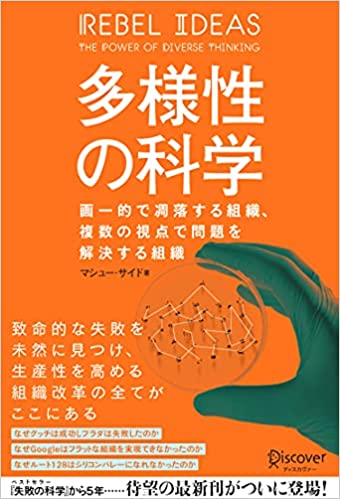 REBEL IDEAS
THE POWER OF DIVERSE THINKING
多様性
の科学
画一的で凋落する組織、
複数の視点で問題を
解決する組織
マシュー・サイド 著
致命的な失敗を
未然に見つけ、
生産性を高める
組織改革の全てが
ここにある
なぜグッチは成功しプラダは失敗したのか
なぜGoogleはフラットな組織を実現できなかったのか
なぜルート128はシリコンバレーになれなかったのか
Discover
ディスカヴァー
ベストセラー
『失敗の科学』から5年……待望の最新刊がついに登場!